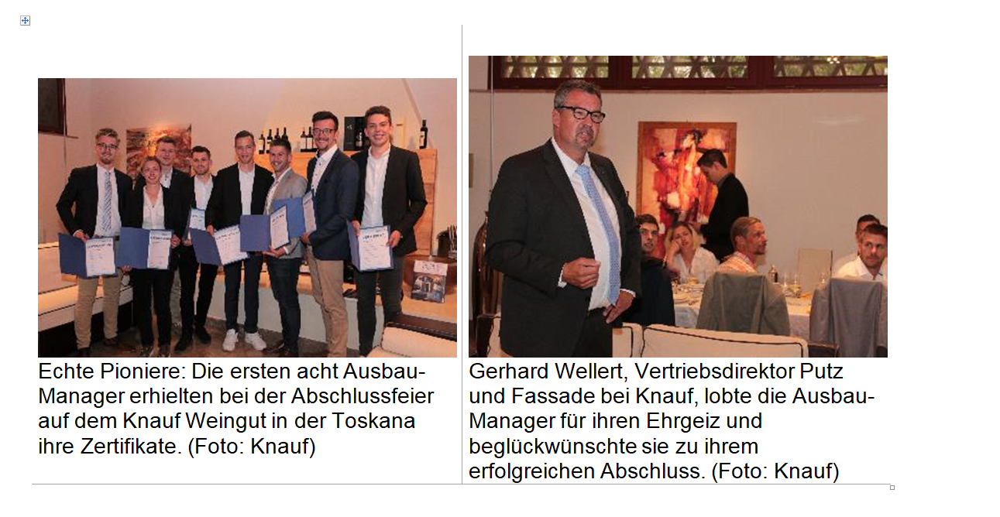 Echte Pioniere: Die ersten acht Ausbau-
Manager erhielten bei der Abschlussfeier
auf dem Knauf Weingut in der Toskana
ihre Zertifikate. (Foto: Knauf)
Gerhard Wellert, Vertriebsdirektor Putz
und Fassade bei Knauf, lobte die Ausbau-
Manager für ihren Ehrgeiz und
beglückwünschte sie zu ihrem
erfolgreichen Abschluss. (Foto: Knauf)